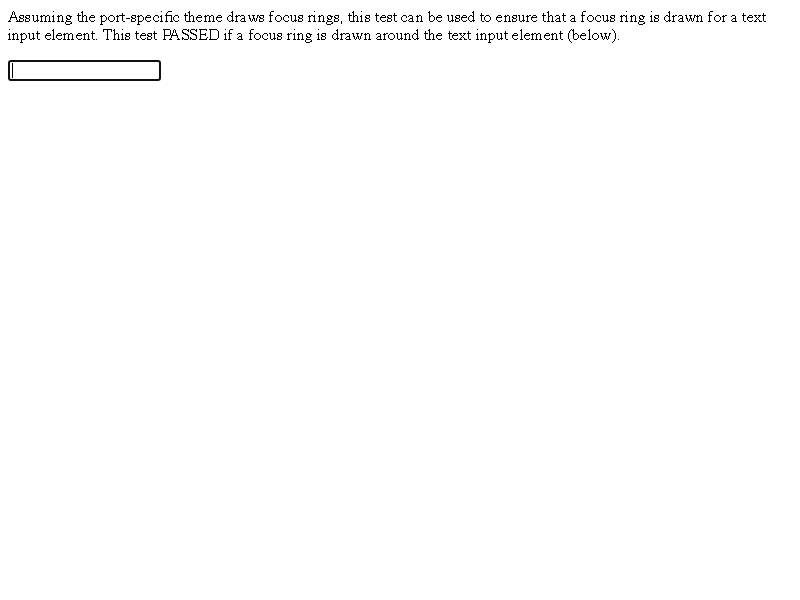 Assuming the port-specific theme draws focus rings, this test can be used to ensure that a focus ring is drawn for a text
input element. This test PASSED if a focus ring is drawn around the text input element (below).